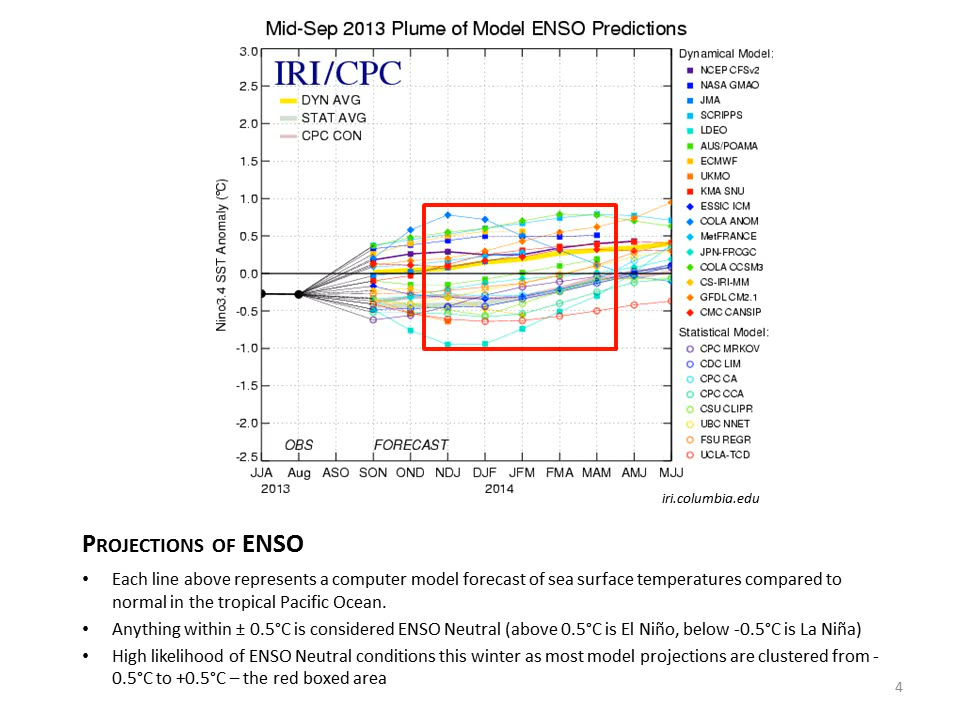 Mid-Sep 2013 Plume of Model ENSO Predictions
IRI/CPC
DYN AVG
STAT AVG
CPC CON
Nino3.4 SST Anomaly (°C)
3.0
2.5
2.0
1.5
1.0
0.5
0.0
-0.5
-1.0
-1.5
-2.0
-2.5
OBS
FORECAST
JJA Aug ASO SON OND NDJ DJF JFM FMA MAM AMJ MJJ
2013 2014
Dynamical Model:
NCEP CFSv2
NASA GMAO
JMA
SCRIPPS
LDEO
AUS/POAMA
ECMWF
UKMO
KMA SNU
ESSIC ICM
COLA ANOM
MetFRANCE
JPN-FRCGC
COLA CCSM3
CS-IRI-MM
GFDL CM2.1
CMC CANSIP
Statistical Model:
CPC MRKOV
CDC LIM
CPC CA
CPC CCA
CSU CLIPR
UBC NNET
FSU REGR
UCLA-TCD
iri.columbia.edu
PROJECTIONS OF ENSO
• Each line above represents a computer model forecast of sea surface temperatures compared to
normal in the tropical Pacific Ocean.
• Anything within ± 0.5°C is considered ENSO Neutral (above 0.5°C is El Niño, below -0.5°C is La Niña)
• High likelihood of ENSO Neutral conditions this winter as most model projections are clustered from -
0.5°C to +0.5°C – the red boxed area
4